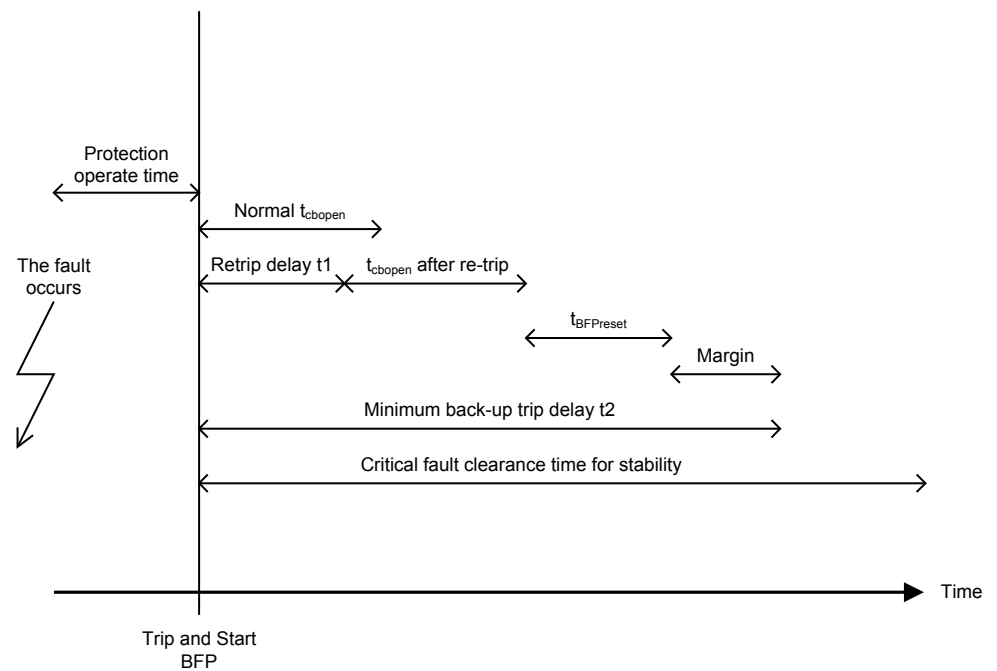 Protection
operate time
Normal tcbopen
The fault
occurs
Retrip delay t1
tcbopen after re-trip
tBFPreset
Margin
Minimum back-up trip delay t2
Critical fault clearance time for stability
Time
Trip and Start
BFP